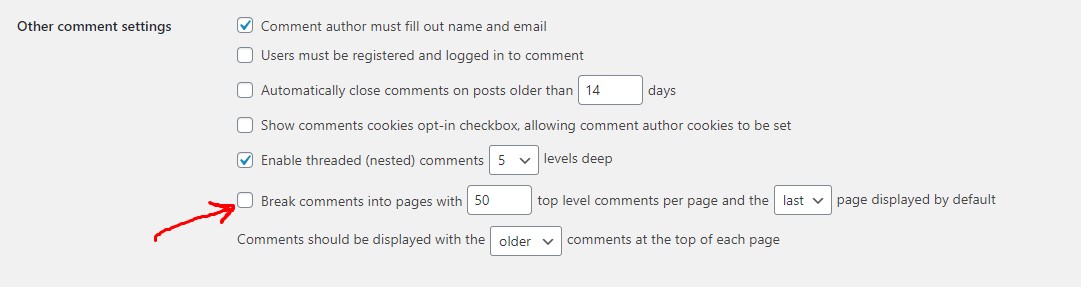 Other comment settings
Comment author must fill out name and email
Users must be registered and logged in to comment
Automatically close comments on posts older than 14 days
Show comments cookies opt-in checkbox, allowing comment author cookies to be set
Enable threaded (nested) comments 5 levels deep
Break comments into pages with 50 top level comments per page and the last page displayed by default
Comments should be displayed with the older comments at the top of each page